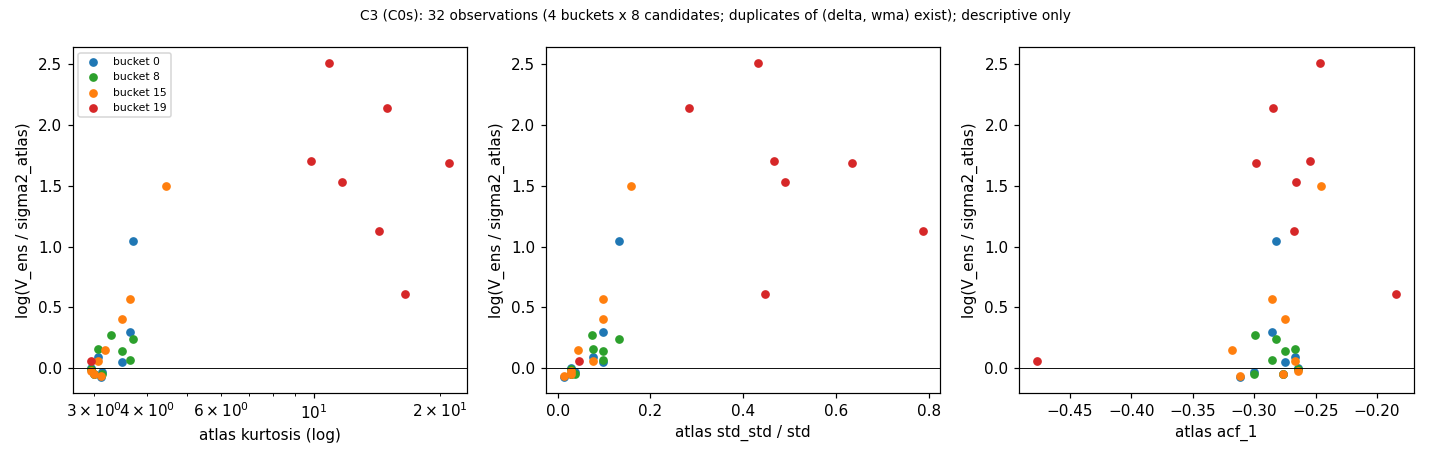 C3 (C0s): 32 observations (4 buckets x 8 candidates; duplicates of (delta, wma) exist); descriptive only
log(V_ens / sigma2_atlas)
2.5
2.0
1.5
1.0
0.5
0.0
bucket 0
bucket 8
bucket 15
bucket 19
3 × 10⁰
4 × 10⁰
6 × 10⁰
10¹
2 × 10¹
atlas kurtosis (log)
log(V_ens / sigma2_atlas)
2.5
2.0
1.5
1.0
0.5
0.0
0.0
0.2
0.4
0.6
0.8
atlas std_std / std
log(V_ens / sigma2_atlas)
2.5
2.0
1.5
1.0
0.5
0.0
−0.45
−0.40
−0.35
−0.30
−0.25
−0.20
atlas acf_1